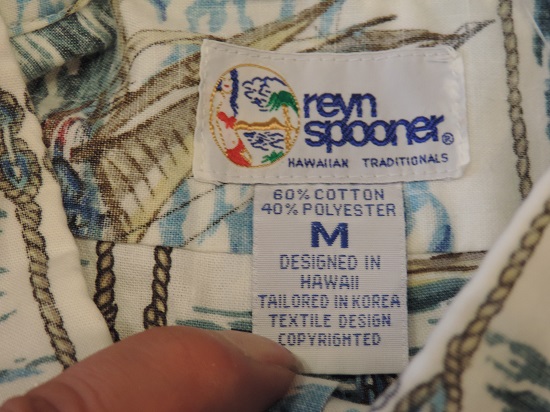 reyn
spooner®
HAWAIIAN TRADITIONALS
60% COTTON
40% POLYESTER
M
DESIGNED IN
HAWAII
TAILORED IN KOREA
TEXTILE DESIGN
COPYRIGHTED